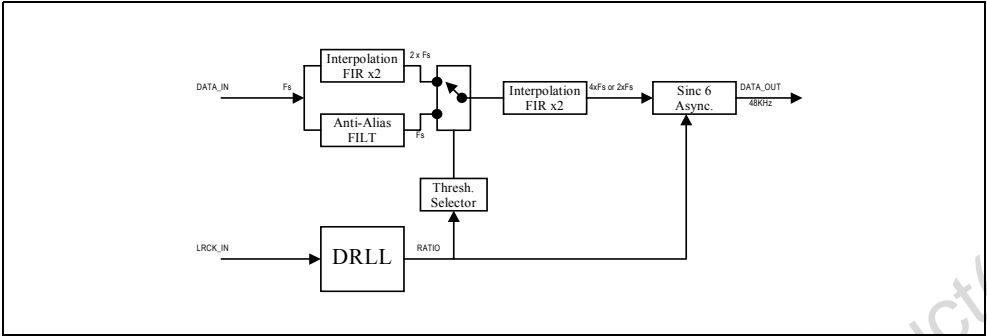 Interpolation
FIR x2
2 x Fs
DATA_IN
Fs
Anti-Alias
FILT
Fs
Interpolation
FIR x2
4xFs or 2xFs
Sinc 6
Async.
DATA_OUT
48KHz
Thresh.
Selector
LRCK_IN
DRLL
RATIO